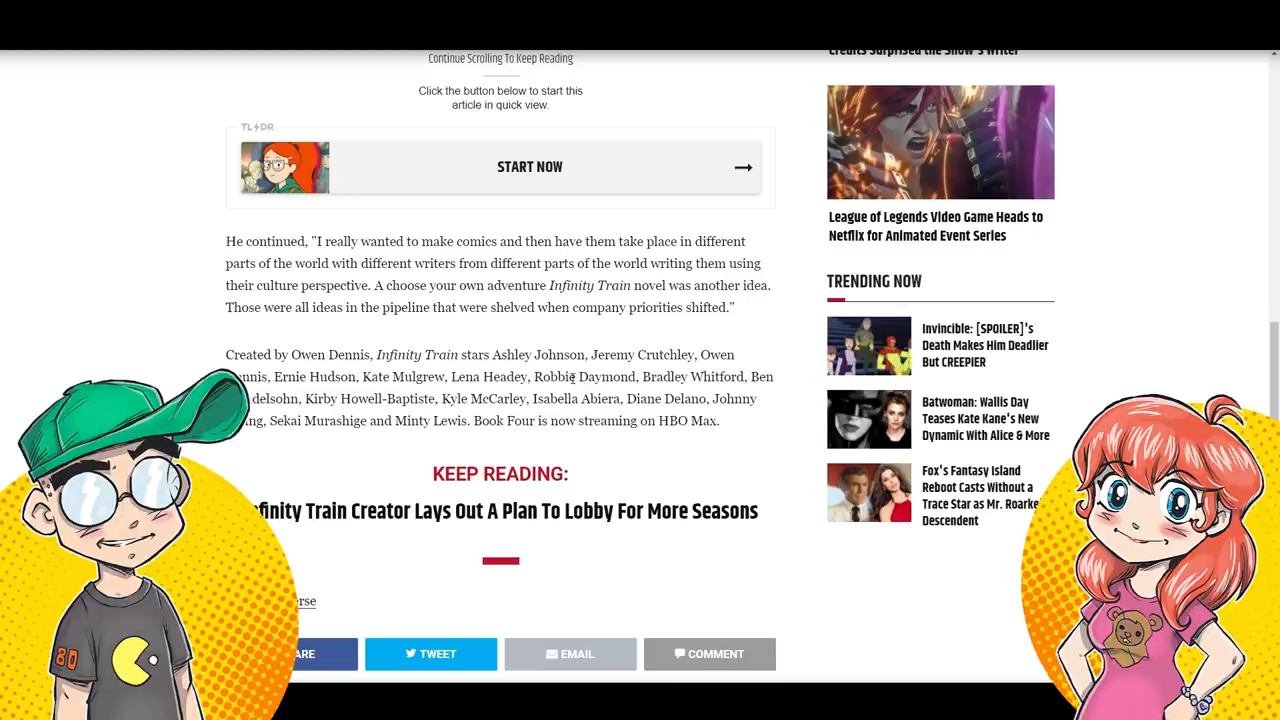 Continue Scrolling To Keep Reading
Click the button below to start this
article in quick view.
TL DR
START NOW
He continued, "I really wanted to make comics and then have them take place in different
parts of the world with different writers from different parts of the world writing them using
their culture perspective. A choose your own adventure Infinity Train novel was another idea.
Those were all ideas in the pipeline that were shelved when company priorities shifted."
Created by Owen Dennis, Infinity Train stars Ashley Johnson, Jeremy Crutchley, Owen
Ernie Hudson, Kate Mulgrew, Lena Headey, Robbie Daymond, Bradley Whitford, Ben
delsohn, Kirby Howell-Baptiste, Kyle McCarley, Isabella Abiera, Diane Delano, Johnny
Sekai Murashige and Minty Lewis. Book Four is now streaming on HBO Max.
KEEP READING:
finity Train Creator Lays Out A Plan To Lobby For More Seasons
erse
ARE
TWEET
EMAIL
COMMENT
Credits Surprised the Show's Writer
League of Legends Video Game Heads to
Netflix for Animated Event Series
TRENDING NOW
Invincible: [SPOILER]'s
Death Makes Him Deadlier
But CREEPIER
Batwoman: Wallis Day
Teases Kate Kane's New
Dynamic With Alice & More
Fox's Fantasy Island
Reboot Casts Without a
Trace Star as Mr. Roarke
Descendent
80